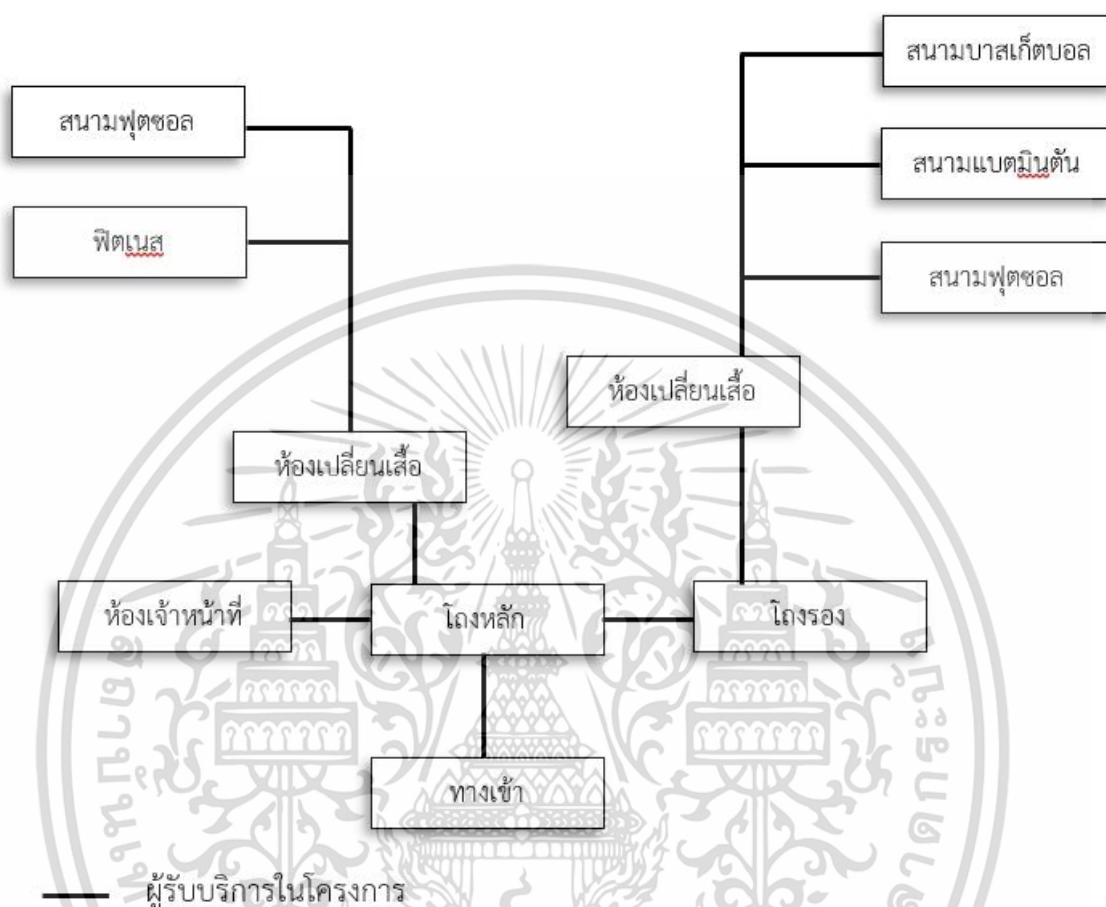 สนามบาสเก็ตบอล
สนามฟุตซอล
สนามแบตมินตัน
ฟิตเนส
สนามฟุตซอล
ห้องเปลี่ยนเสื้อ
ห้องเปลี่ยนเสื้อ
ห้องเจ้าหน้าที่
โถงหลัก
โถงรอง
ทางเข้า
ผู้รับบริการในโครงการ